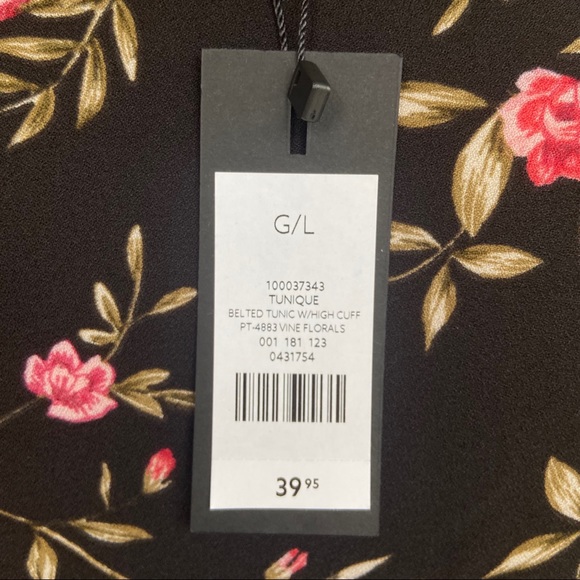 G/L
100037343
TUNIQUE
BELTED TUNIC W/HIGH CUFF
PT-4883 VINE FLORALS
001 181 123
0431754
39 95